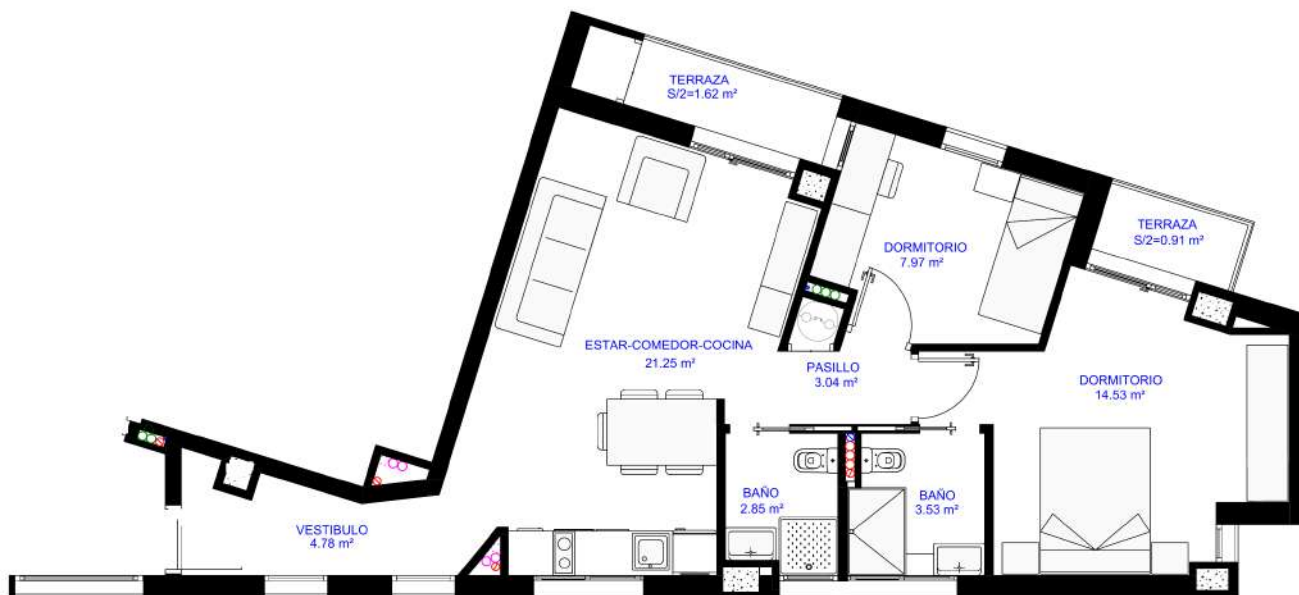 TERRAZA
S/2=1.62 m²
TERRAZA
S/2=0.91 m²
DORMITORIO
7.97 m²
ESTAR-COMEDOR-COCINA
21.25 m²
PASILLO
3.04 m²
DORMITORIO
14.53 m²
BAÑO
2.85 m²
BAÑO
3.53 m²
VESTIBULO
4.78 m²